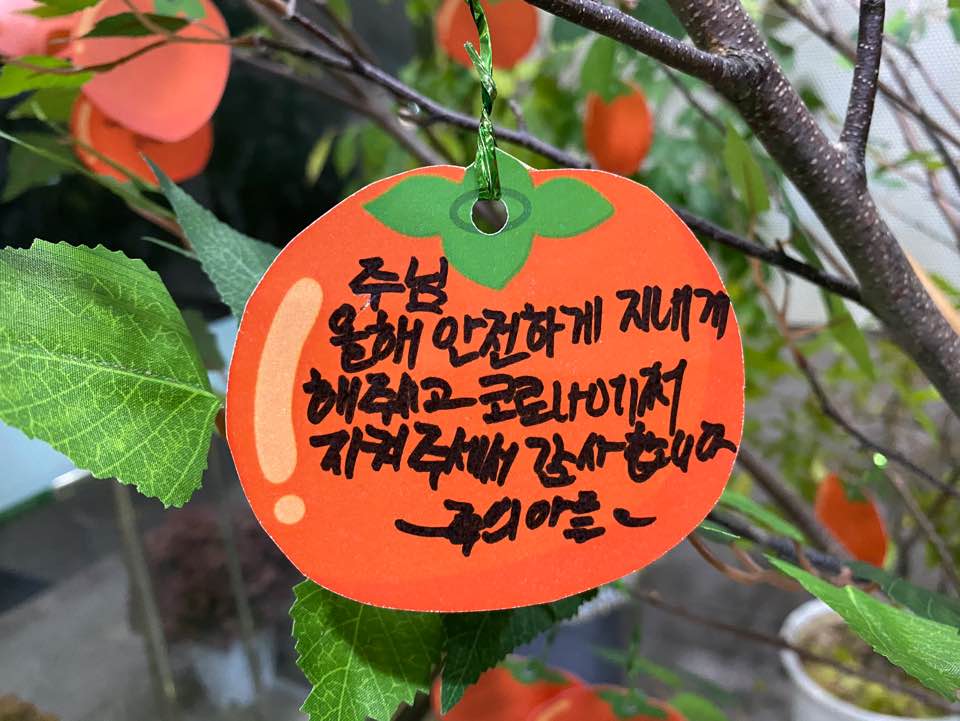 주님
올해 안전하게 지내게
해주시고 코로나에서
지켜주셔서 감사합니다